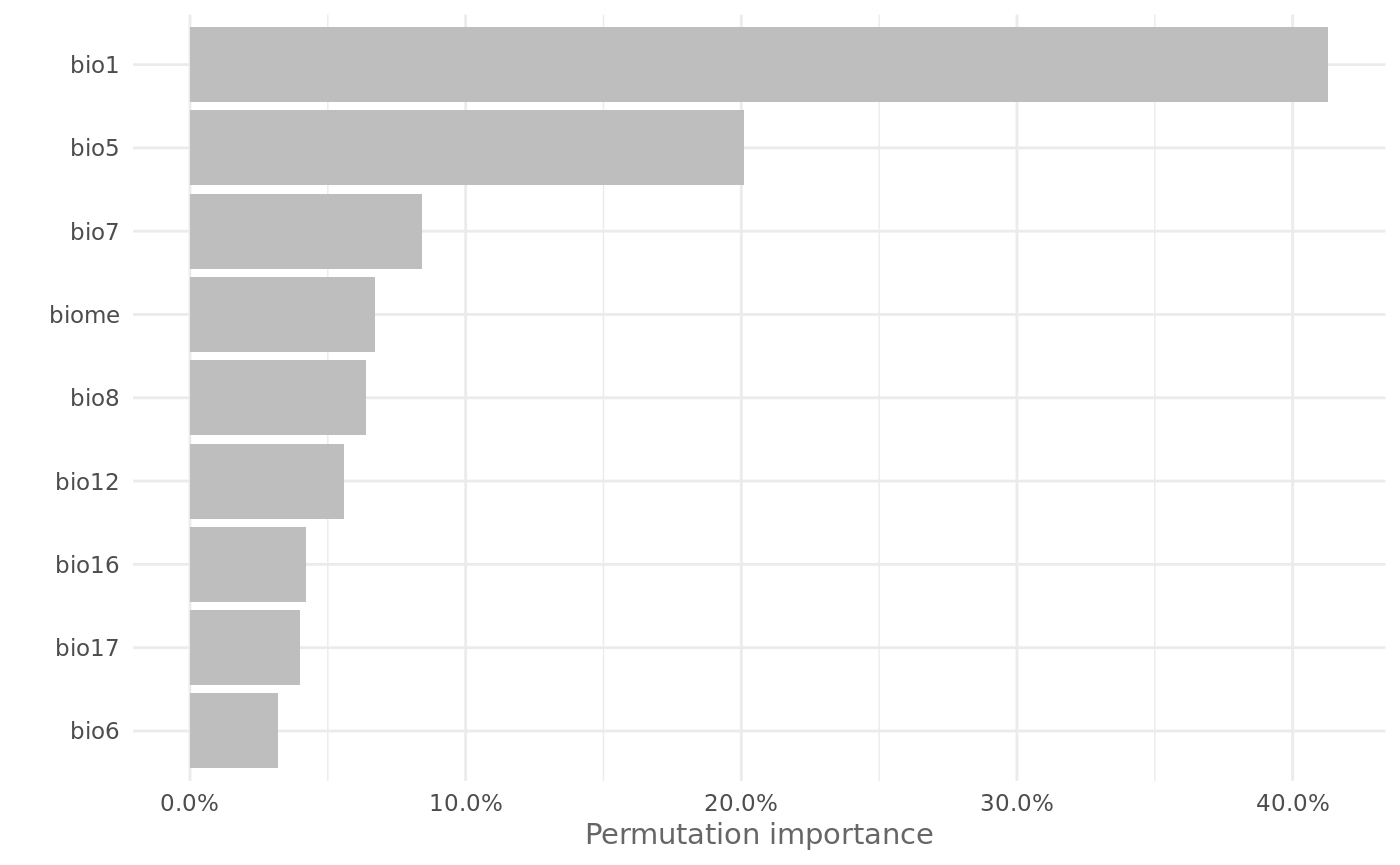 bio1
bio5
bio7
biome
bio8
bio12
bio16
bio17
bio6
0.0% 10.0% 20.0% 30.0% 40.0%
Permutation importance